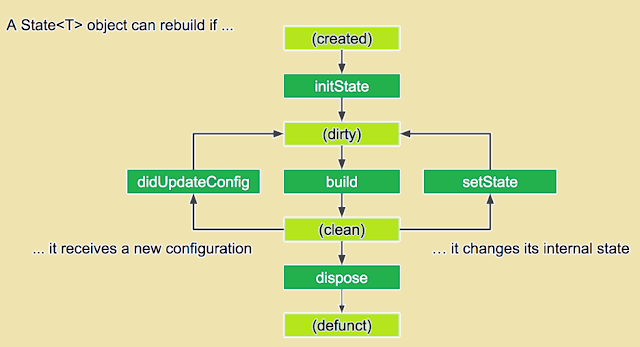 A State<T> object can rebuild if ...
(created)
initState
(dirty)
didUpdateConfig
build
setState
(clean)
... it receives a new configuration
... it changes its internal state
dispose
(defunct)